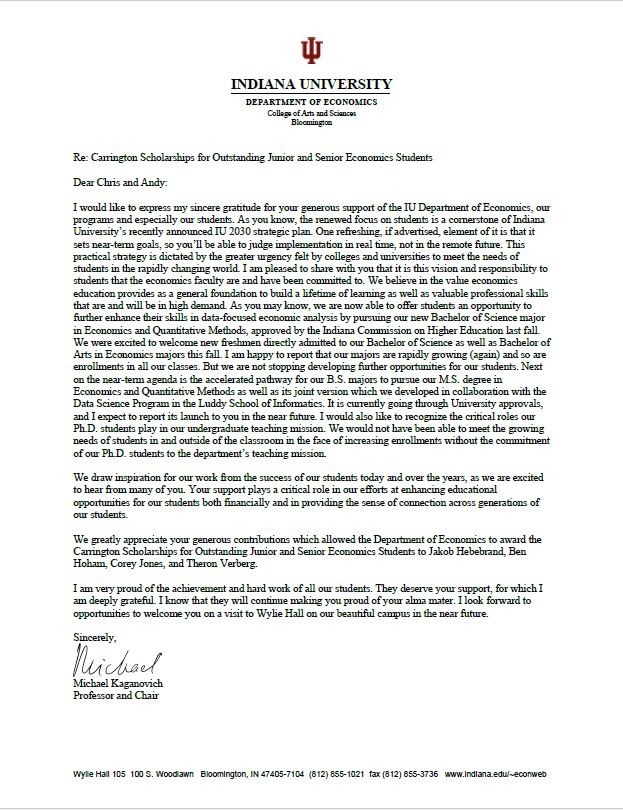 INDIANA UNIVERSITY
DEPARTMENT OF ECONOMICS
College of Arts and Sciences
Bloomington
Re: Carrington Scholarships for Outstanding Junior and Senior Economics Students
Dear Chris and Andy:
I would like to express my sincere gratitude for your generous support of the IU Department of Economics, our
programs and especially our students. As you know, the renewed focus on students is a cornerstone of Indiana
University's recently announced IU 2030 strategic plan. One refreshing, if advertised, element of it is that it
sets near-term goals, so you'll be able to judge implementation in real time, not in the remote future. This
practical strategy is dictated by the greater urgency felt by colleges and universities to meet the needs of
students in the rapidly changing world. I am pleased to share with you that it is this vision and responsibility to
students that the economics faculty are and have been committed to. We believe in the value economics
education provides as a general foundation to build a lifetime of learning as well as valuable professional skills
that are and will be in high demand. As you may know, we are now able to offer students an opportunity to
further enhance their skills in data-focused economic analysis by pursuing our new Bachelor of Science major
in Economics and Quantitative Methods, approved by the Indiana Commission on Higher Education last fall.
We were excited to welcome new freshmen directly admitted to our Bachelor of Science as well as Bachelor of
Arts in Economics majors this fall. I am happy to report that our majors are rapidly growing (again) and so are
enrollments in all our classes. But we are not stopping developing further opportunities for our students. Next
on the near-term agenda is the accelerated pathway for our B.S. majors to pursue our M.S. degree in
Economics and Quantitative Methods as well as its joint version which we developed in collaboration with the
Data Science Program in the Luddy School of Informatics. It is currently going through University approvals,
and I expect to report its launch to you in the near future. I would also like to recognize the critical roles our
Ph.D. students play in our undergraduate teaching mission. We would not have been able to meet the growing
needs of students in and outside of the classroom in the face of increasing enrollments without the commitment
of our Ph.D. students to the department's teaching mission.
We draw inspiration for our work from the success of our students today and over the years, as we are excited
to hear from many of you. Your support plays a critical role in our efforts at enhancing educational
opportunities for our students both financially and in providing the sense of connection across generations of
our students.
We greatly appreciate your generous contributions which allowed the Department of Economics to award the
Carrington Scholarships for Outstanding Junior and Senior Economics Students to Jakob Hebebrand, Ben
Hoham, Corey Jones, and Theron Verberg.
I am very proud of the achievement and hard work of all our students. They deserve your support, for which I
am deeply grateful. I know that they will continue making you proud of your alma mater. I look forward to
opportunities to welcome you on a visit to Wylie Hall on our beautiful campus in the near future.
Sincerely,
Michael
Michael Kaganovich
Professor and Chair
Wylie Hall 105 100 S. Woodlawn Bloomington, IN 47405-7104 (812) 855-1021 fax (812) 855-3736 www.indiana.edu/~econweb